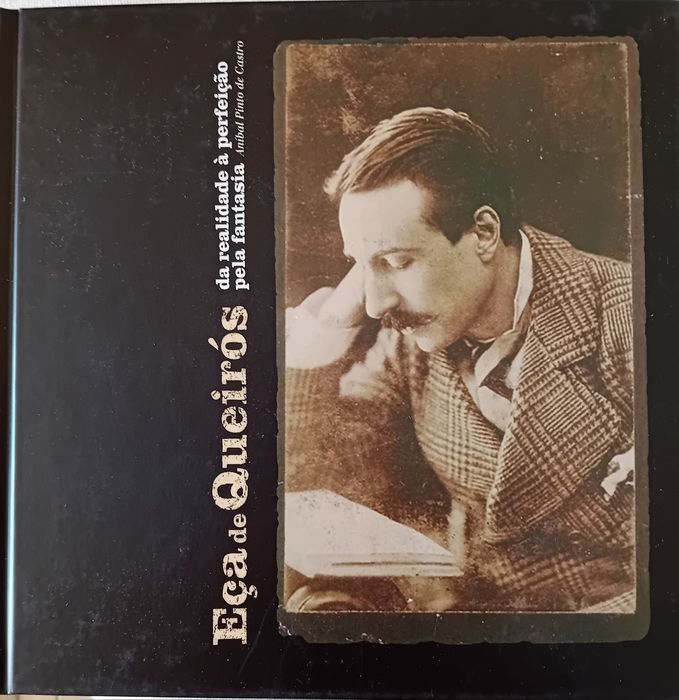 Eça de Queirós
da realidade à perfeição
pela fantasia
Aníbal Pinto de Castro